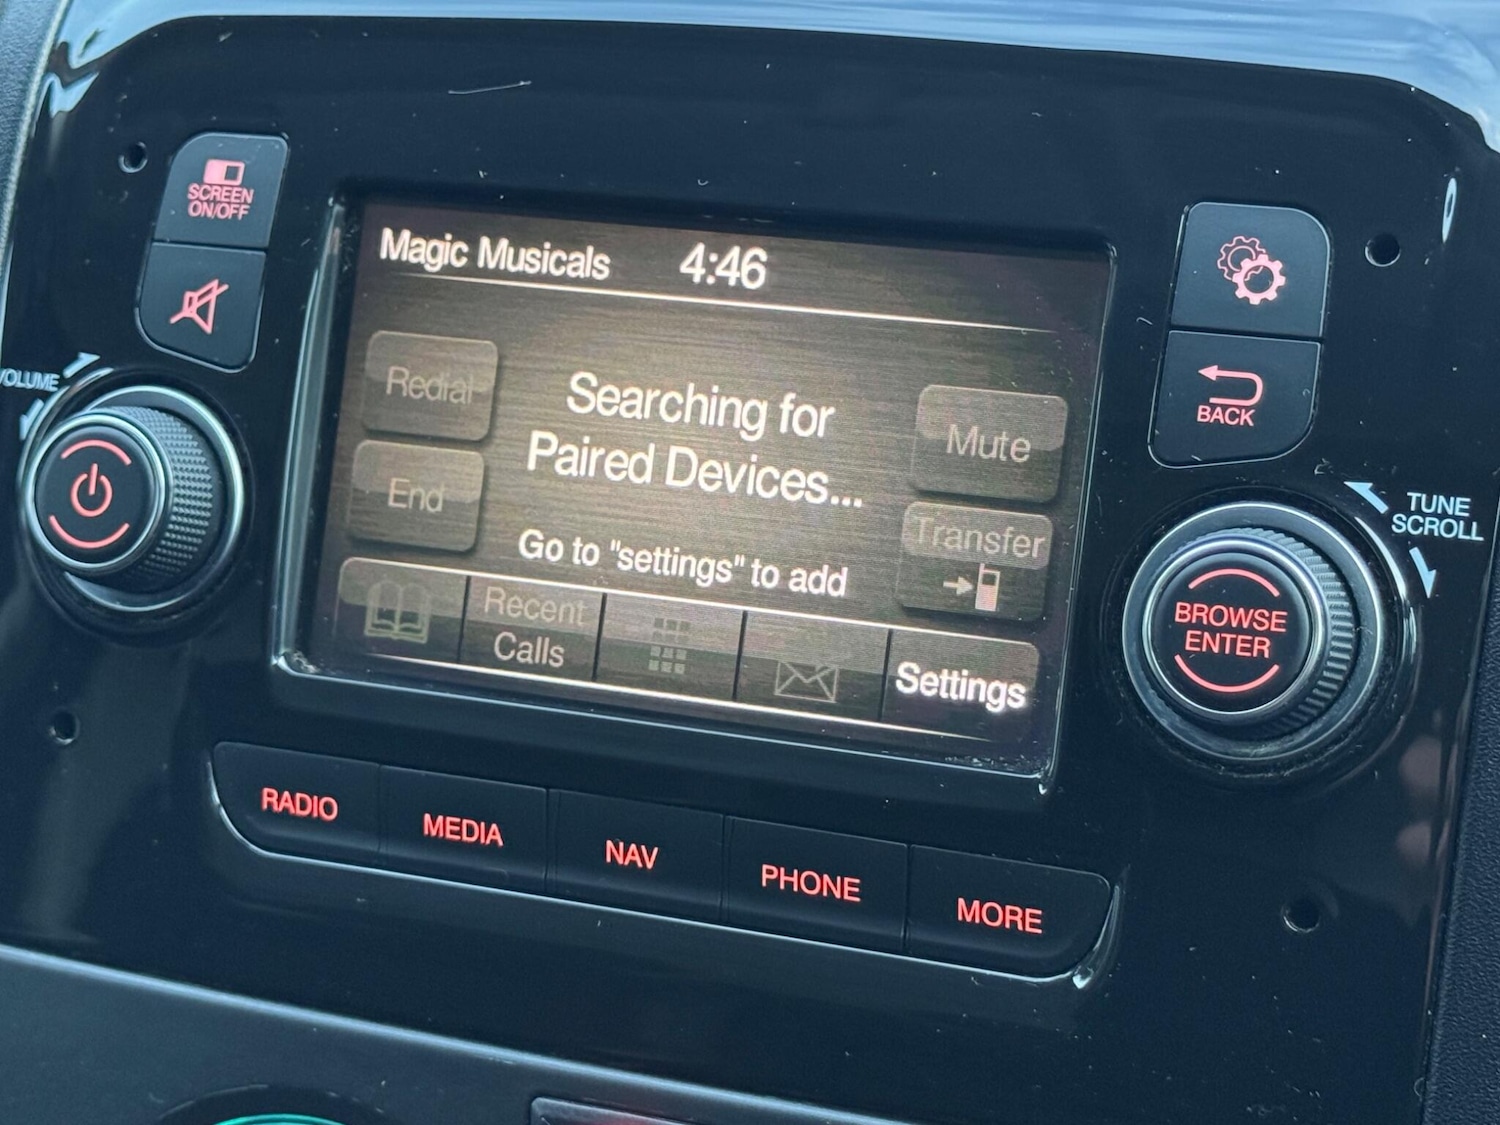 SCREEN
ON/OFF
VOLUME
Magic Musicals 4:46
Redial
End
Searching for
Paired Devices...
Go to "settings" to add
Mute
Transfer
Recent
Calls
Settings
BACK
TUNE
SCROLL
BROWSE
ENTER
RADIO
MEDIA
NAV
PHONE
MORE